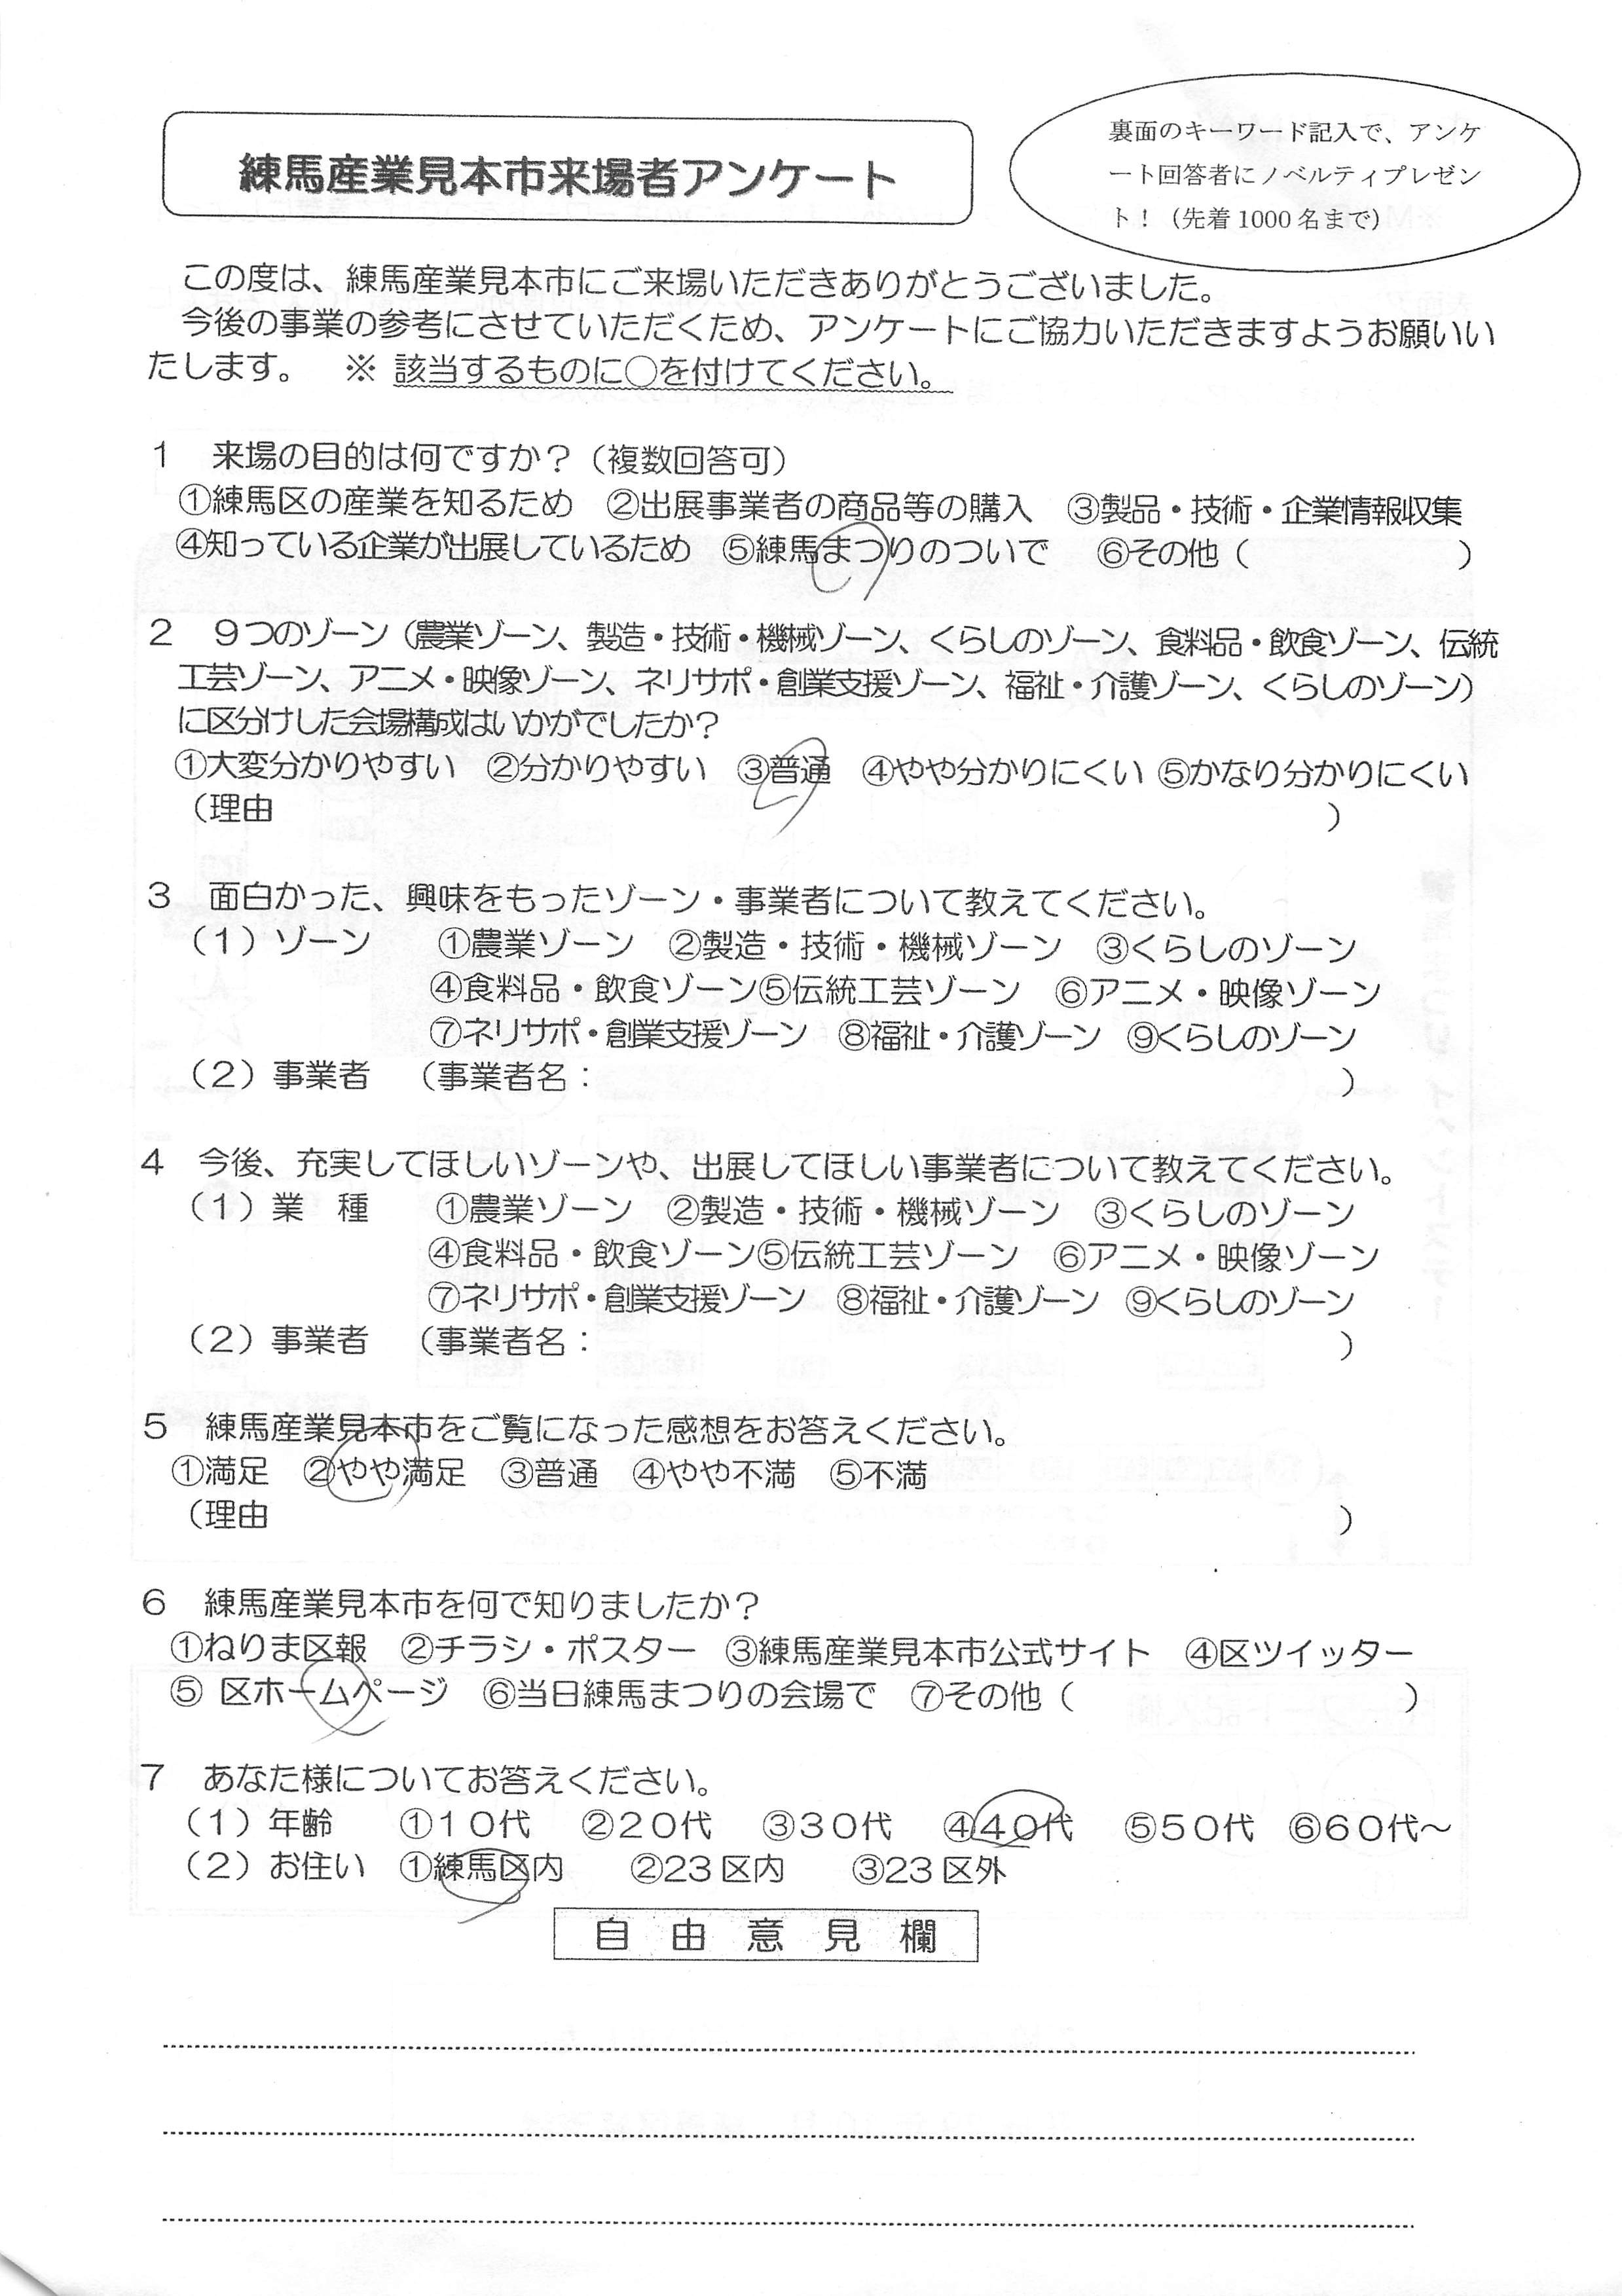 練馬産業見本市来場者アンケート
裏面のキーワード記入で、アンケ
ート回答者にノベルティプレゼン
ト！（先着1000名まで）
この度は、練馬産業見本市にご来場いただきありがとうございました。
今後の事業の参考にさせていただくため、アンケートにご協力いただきますようお願いい
たします。　※ 該当するものに○を付けてください。
１　来場の目的は何ですか？（複数回答可）
①練馬区の産業を知るため　②出展事業者の商品等の購入　③製品・技術・企業情報収集
④知っている企業が出展しているため　⑤練馬まつりのついで　⑥その他（　　　　　　）
２　９つのゾーン（農業ゾーン、製造・技術・機械ゾーン、くらしのゾーン、食料品・飲食ゾーン、伝統
工芸ゾーン、アニメ・映像ゾーン、ネリサポ・創業支援ゾーン、福祉・介護ゾーン、くらしのゾーン）
に区分けした会場構成はいかがでしたか？
①大変分かりやすい　②分かりやすい　③普通　④やや分かりにくい　⑤かなり分かりにくい
（理由　　　　　　　　　　）
３　面白かった、興味をもったゾーン・事業者について教えてください。
（１）ゾーン　①農業ゾーン　②製造・技術・機械ゾーン　③くらしのゾーン
④食料品・飲食ゾーン⑤伝統工芸ゾーン　⑥アニメ・映像ゾーン
⑦ネリサポ・創業支援ゾーン　⑧福祉・介護ゾーン　⑨くらしのゾーン
（２）事業者　（事業者名：　　　　　　　　　　）
４　今後、充実してほしいゾーンや、出展してほしい事業者について教えてください。
（１）業　種　①農業ゾーン　②製造・技術・機械ゾーン　③くらしのゾーン
④食料品・飲食ゾーン⑤伝統工芸ゾーン　⑥アニメ・映像ゾーン
⑦ネリサポ・創業支援ゾーン　⑧福祉・介護ゾーン　⑨くらしのゾーン
（２）事業者　（事業者名：　　　　　　　　　　）
５　練馬産業見本市をご覧になった感想をお答えください。
①満足　②やや満足　③普通　④やや不満　⑤不満
（理由　　　　　　　　　　）
６　練馬産業見本市を何で知りましたか？
①ねりま区報　②チラシ・ポスター　③練馬産業見本市公式サイト　④区ツイッター
⑤ 区ホームページ　⑥当日練馬まつりの会場で　⑦その他（　　　　　　　　）
７　あなた様についてお答えください。
（１）年齢　①１０代　②２０代　③３０代　④４０代　⑤５０代　⑥６０代～
（２）お住い　①練馬区内　②23区内　③23区外
自　由　意　見　欄